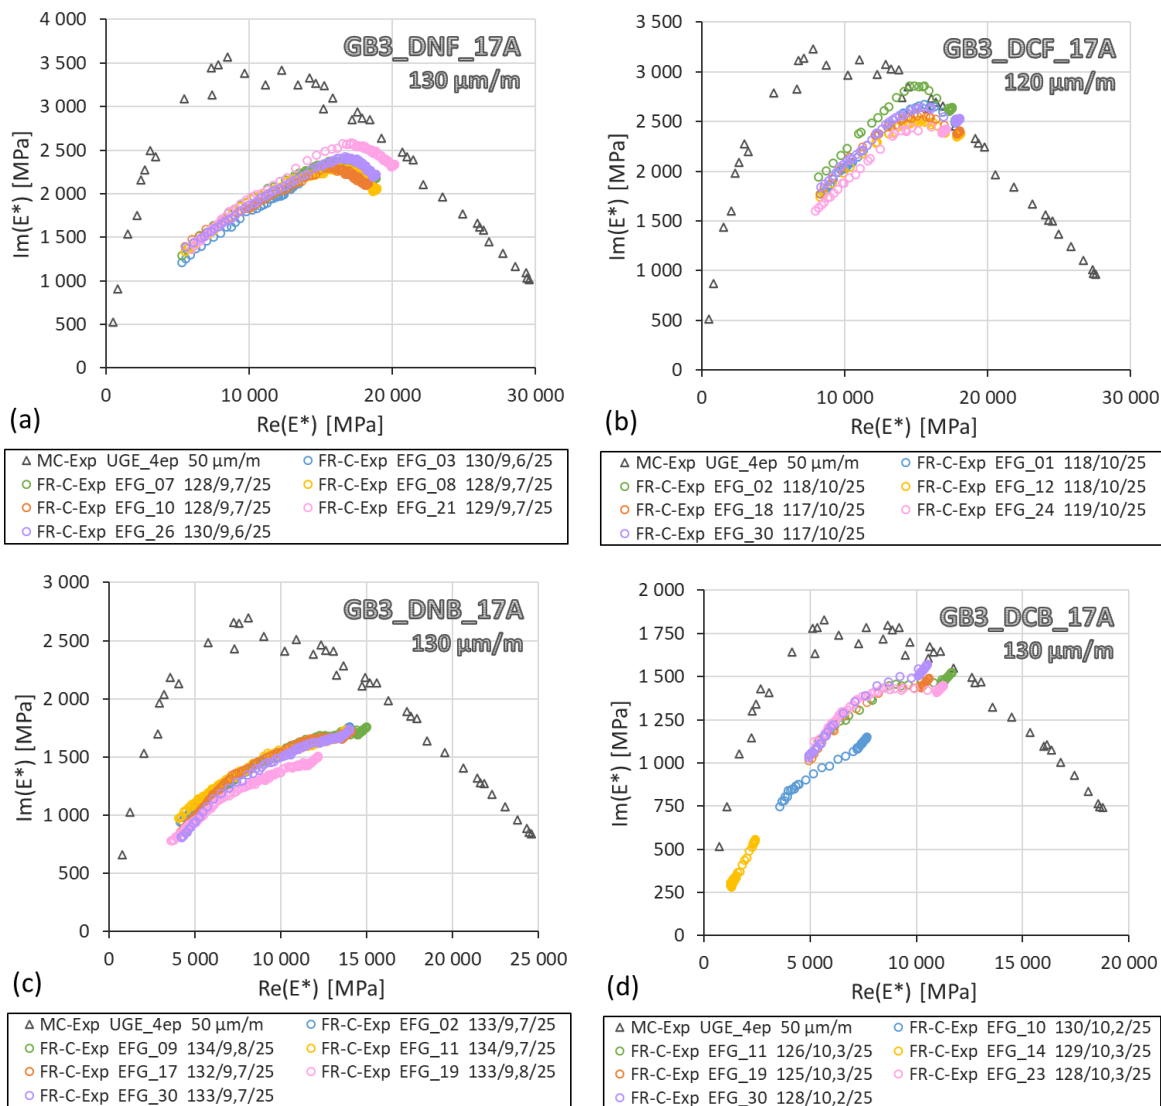 GB3_DNF_17A
130 µm/m
4 000
3 500
3 000
2 500
2 000
1 500
1 000
500
0
Im(E*) [MPa]
0 10 000 20 000 30 000
Re(E*) [MPa]
(a)
MC-Exp UGE_4ep 50 µm/m
FR-C-Exp EFG_03 130/9,6/25
FR-C-Exp EFG_07 128/9,7/25
FR-C-Exp EFG_08 128/9,7/25
FR-C-Exp EFG_10 128/9,7/25
FR-C-Exp EFG_21 129/9,7/25
FR-C-Exp EFG_26 130/9,6/25
GB3_DCF_17A
120 µm/m
3 500
3 000
2 500
2 000
1 500
1 000
500
0
Im(E*) [MPa]
0 10 000 20 000 30 000
Re(E*) [MPa]
(b)
MC-Exp UGE_4ep 50 µm/m
FR-C-Exp EFG_01 118/10/25
FR-C-Exp EFG_02 118/10/25
FR-C-Exp EFG_12 118/10/25
FR-C-Exp EFG_18 117/10/25
FR-C-Exp EFG_24 119/10/25
FR-C-Exp EFG_30 117/10/25
GB3_DNB_17A
130 µm/m
3 000
2 500
2 000
1 500
1 000
500
0
Im(E*) [MPa]
0 5 000 10 000 15 000 20 000 25 000
Re(E*) [MPa]
(c)
MC-Exp UGE_4ep 50 µm/m
FR-C-Exp EFG_02 133/9,7/25
FR-C-Exp EFG_09 134/9,8/25
FR-C-Exp EFG_11 134/9,7/25
FR-C-Exp EFG_17 132/9,7/25
FR-C-Exp EFG_19 133/9,8/25
FR-C-Exp EFG_30 133/9,7/25
GB3_DCB_17A
130 µm/m
2 000
1 750
1 500
1 250
1 000
750
500
250
0
Im(E*) [MPa]
0 5 000 10 000 15 000 20 000
Re(E*) [MPa]
(d)
MC-Exp UGE_4ep 50 µm/m
FR-C-Exp EFG_10 130/10,2/25
FR-C-Exp EFG_11 126/10,3/25
FR-C-Exp EFG_14 129/10,3/25
FR-C-Exp EFG_19 125/10,3/25
FR-C-Exp EFG_23 128/10,3/25
FR-C-Exp EFG_30 128/10,2/25